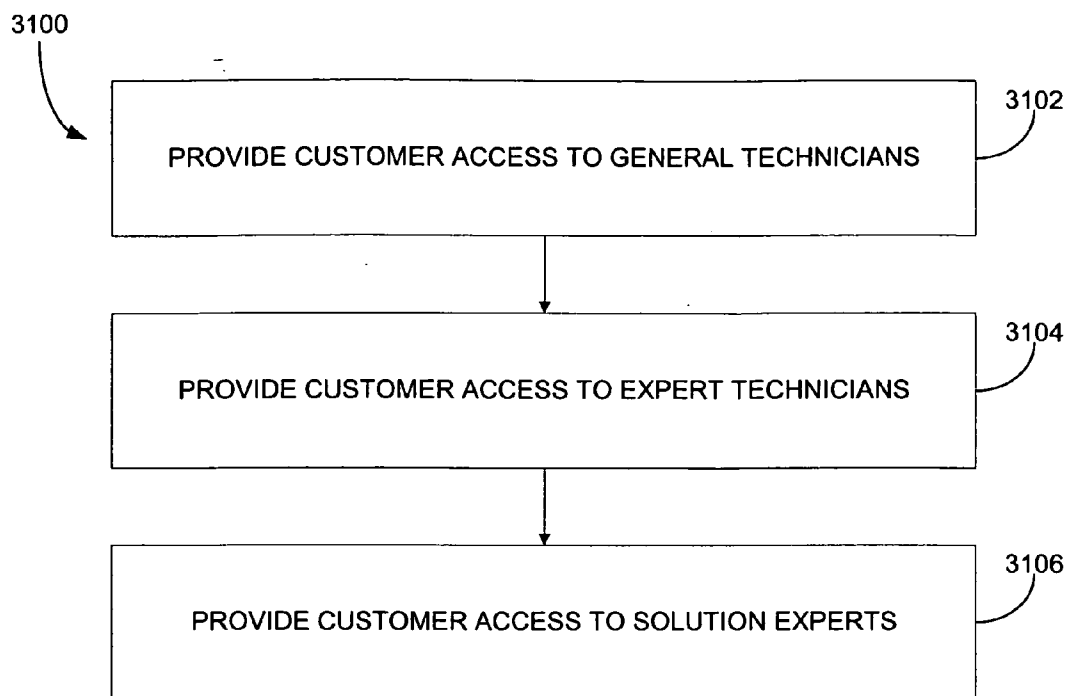 3100
3102
PROVIDE CUSTOMER ACCESS TO GENERAL TECHNICIANS
3104
PROVIDE CUSTOMER ACCESS TO EXPERT TECHNICIANS
3106
PROVIDE CUSTOMER ACCESS TO SOLUTION EXPERTS